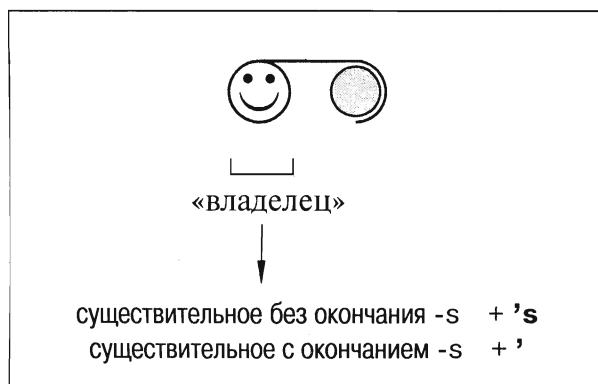 «владелец»
существительное без окончания -s + 's
существительное с окончанием -s + '